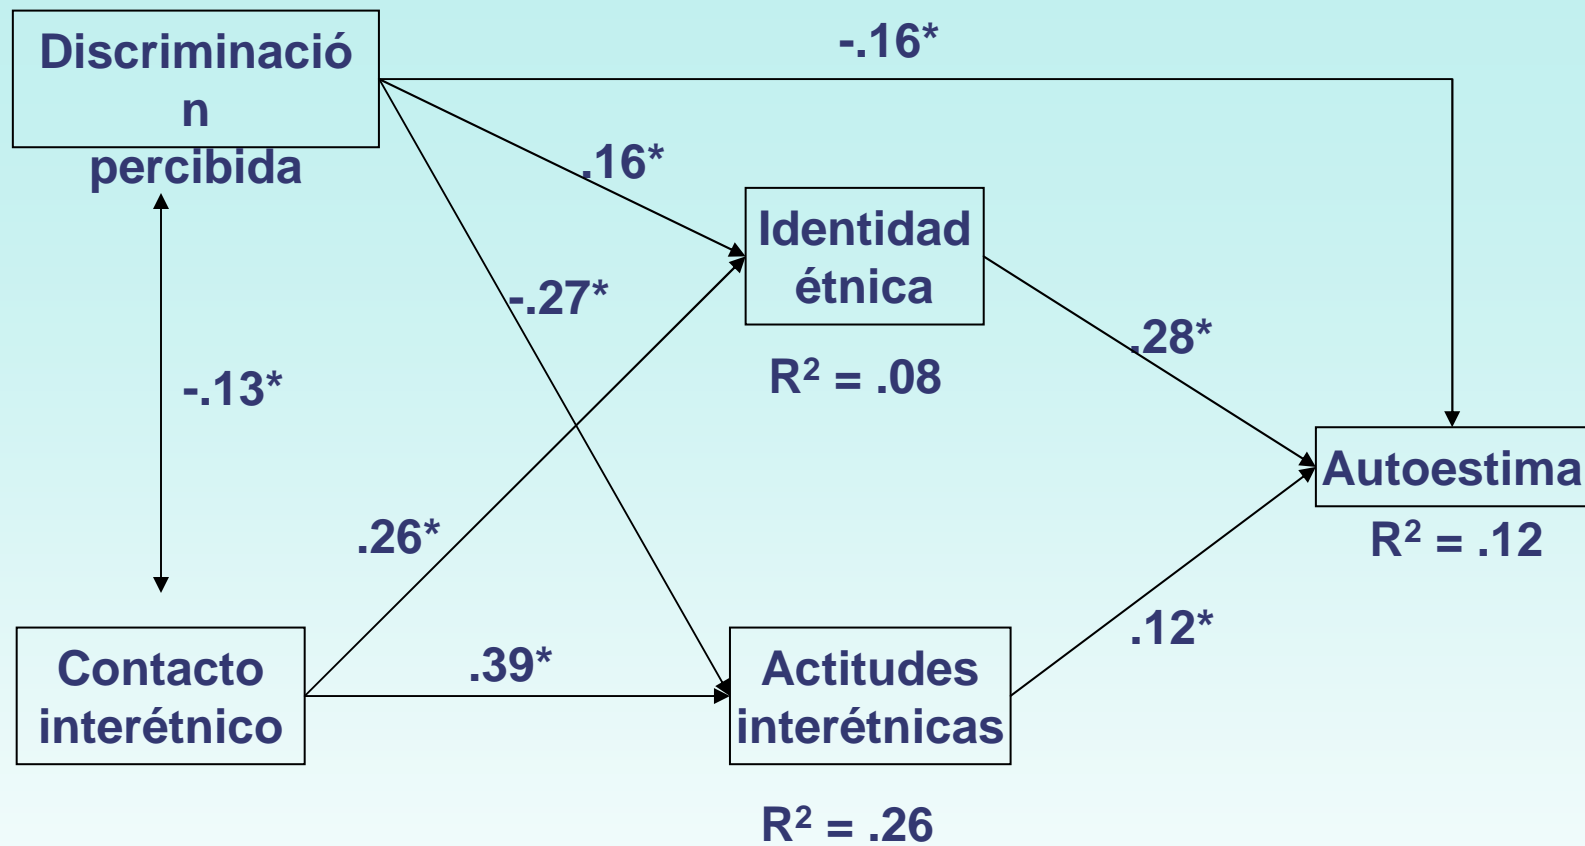 Discriminació
n
percibida
-.16*
.16*
Identidad
étnica
-.27*
R² = .08
.28*
-.13*
Autoestima
R² = .12
.26*
.12*
Contacto
interétnico
.39*
Actitudes
interétnicas
R² = .26